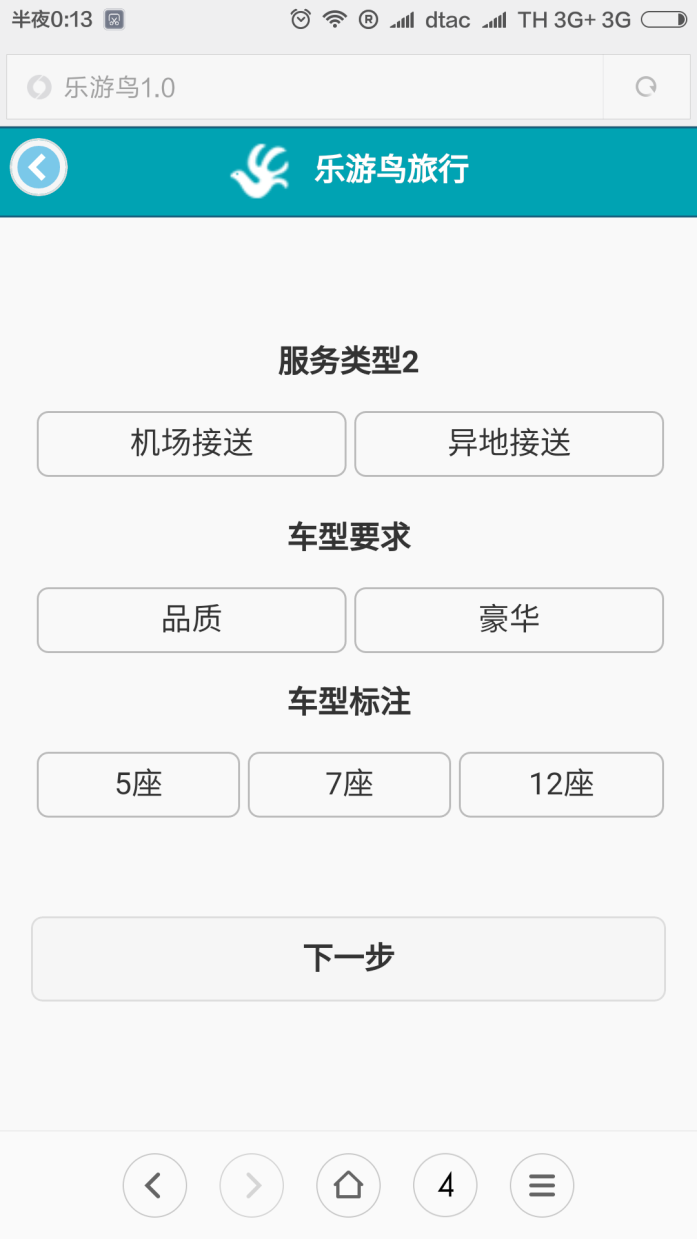 半夜0:13 R dtac TH 3G+ 3G
乐游鸟1.0
乐游鸟旅行
服务类型2
机场接送 异地接送
车型要求
品质 豪华
车型标注
5座 7座 12座
下一步
4